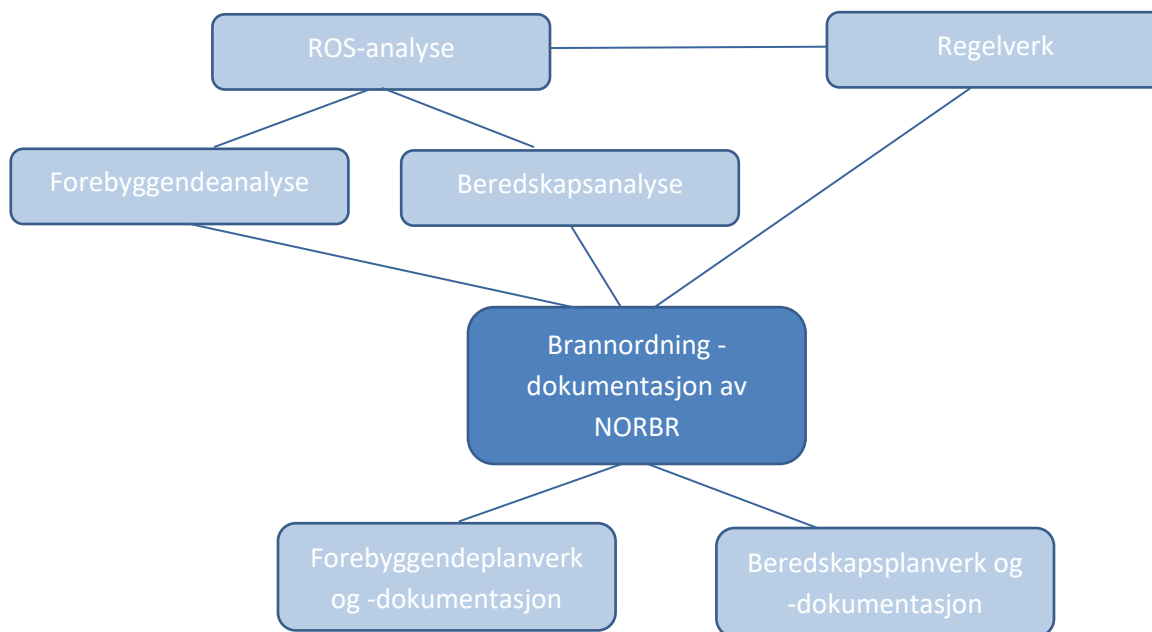 ROS-analyse
Regelverk
Forebyggendeanalyse
Beredskapsanalyse
Brannordning -
dokumentasjon av
NORBR
Forebyggendeplanverk
og -dokumentasjon
Beredskapsplanverk og
-dokumentasjon